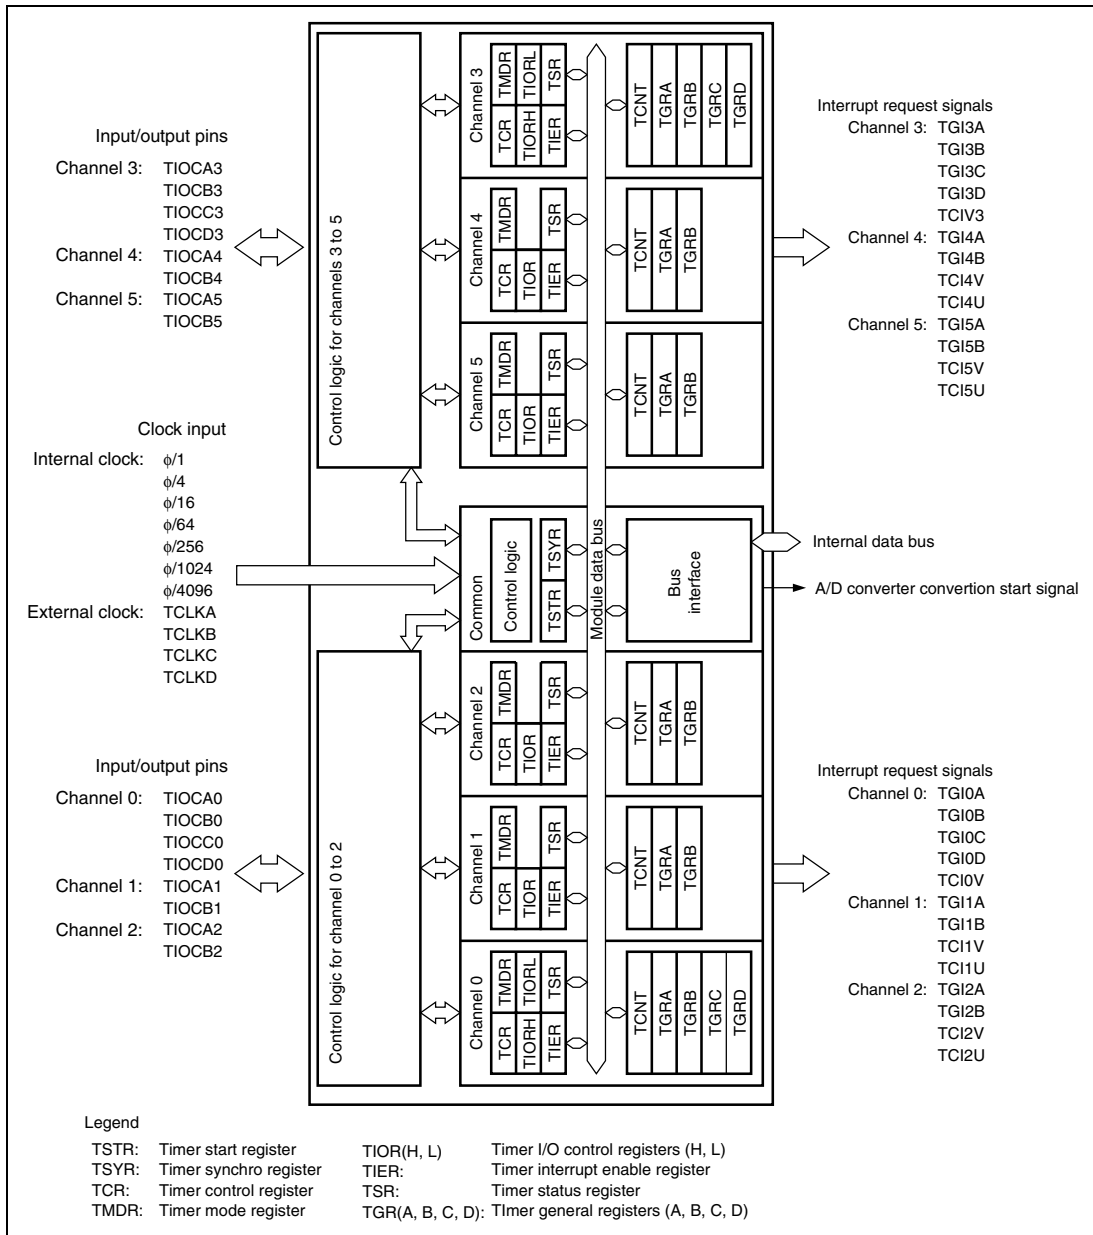 Input/output pins
Channel 3: TIOCA3
TIOCB3
TIOCC3
TIOCD3
Channel 4: TIOCA4
TIOCB4
Channel 5: TIOCA5
TIOCB5
Clock input
Internal clock: ϕ/1
ϕ/4
ϕ/16
ϕ/64
ϕ/256
ϕ/1024
ϕ/4096
External clock: TCLKA
TCLKB
TCLKC
TCLKD
Input/output pins
Channel 0: TIOCA0
TIOCB0
TIOCC0
TIOCD0
Channel 1: TIOCA1
TIOCB1
Channel 2: TIOCA2
TIOCB2
Control logic for channels 3 to 5
Control logic for channel 0 to 2
Channel 3
TMDR TIORL TSR
TCR TIORH TIER
TCNT
TGRA
TGRB
TGRC
TGRD
Channel 4
TMDR TSR
TCR TIOR TIER
TCNT
TGRA
TGRB
Channel 5
TMDR TSR
TCR TIOR TIER
TCNT
TGRA
TGRB
Common
Control logic
TSTR TSYR
Module data bus
Bus
interface
Channel 2
TMDR TSR
TCR TIOR TIER
TCNT
TGRA
TGRB
Channel 1
TMDR TSR
TCR TIOR TIER
TCNT
TGRA
TGRB
Channel 0
TMDR TIORL TSR
TCR TIORH TIER
TCNT
TGRA
TGRB
TGRC
TGRD
Interrupt request signals
Channel 3: TGI3A
TGI3B
TGI3C
TGI3D
TCIV3
Channel 4: TGI4A
TGI4B
TCI4V
TCI4U
Channel 5: TGI5A
TGI5B
TCI5V
TCI5U
Internal data bus
A/D converter convertion start signal
Interrupt request signals
Channel 0: TGI0A
TGI0B
TGI0C
TGI0D
TCI0V
Channel 1: TGI1A
TGI1B
TCI1V
TCI1U
Channel 2: TGI2A
TGI2B
TCI2V
TCI2U
Legend
TSTR: Timer start register
TSYR: Timer synchro register
TCR: Timer control register
TMDR: Timer mode register
TIOR(H, L) Timer I/O control registers (H, L)
TIER: Timer interrupt enable register
TSR: Timer status register
TGR(A, B, C, D): TImer general registers (A, B, C, D)